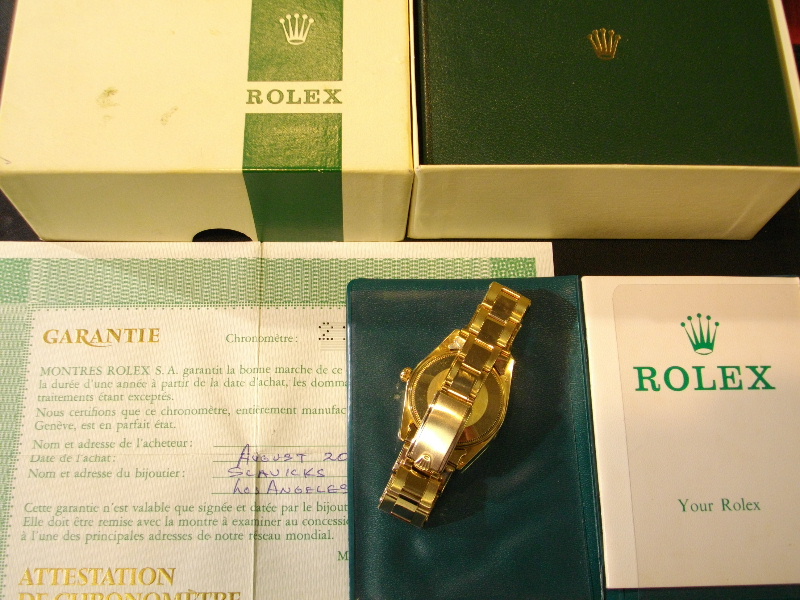 ROLEX
GARANTIE
Chronomètre:
MONTRES ROLEX S.A. garantit la bonne marche de ce
la durée d'une année à partir de la date d'achat, les domma
traitements étant exceptés.
Nous certifions que ce chronomètre, entièrement manufac
Genève, est en parfait état.
Nom et adresse de l'acheteur:
Date de l'achat: AUGUST 20
Nom et adresse du bijoutier: SLAVICKS
LOS ANGELES
Cette garantie n'est valable que signée et datée par le bijout
Elle doit être remise avec la montre à examiner au concessio
à l'une des principales adresses de notre réseau mondial.
M
ATTESTATION
DE CHRONOMÈTRE
ROLEX
Your Rolex